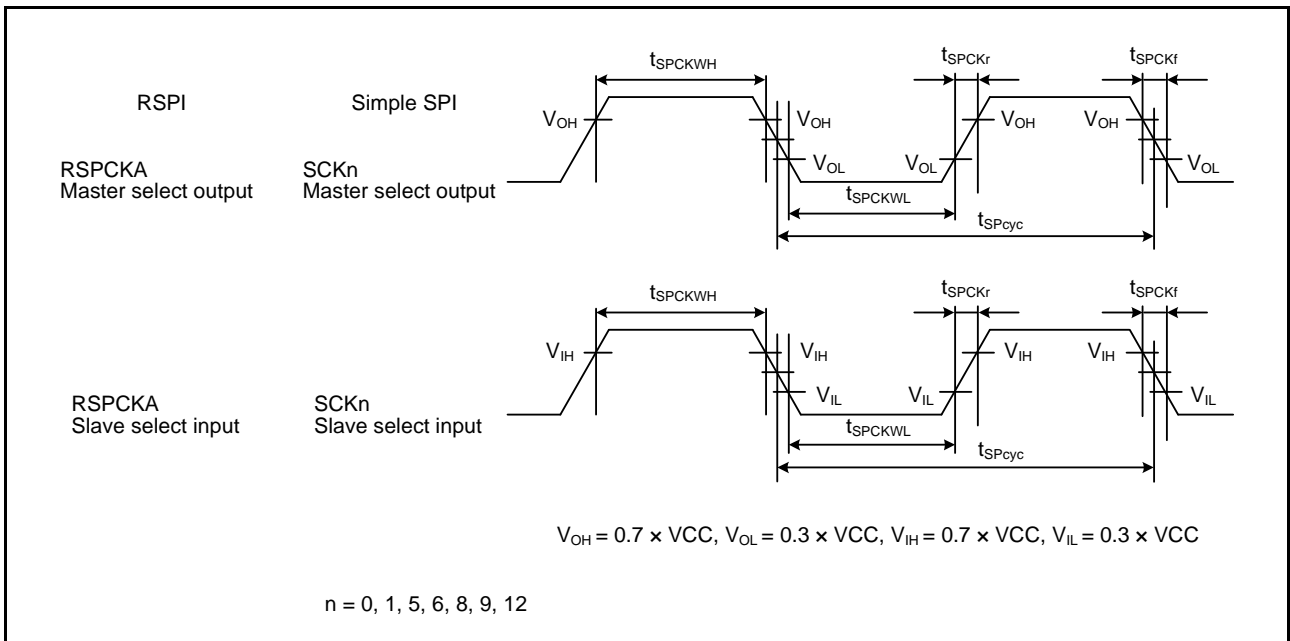 tSPCKWH tSPCKr tSPCKf
RSPI Simple SPI
VOH VOH VOH VOH
RSPCKA SCKn
Master select output Master select output
VOL VOL VOL
tSPCKWL
tSPcyc
tSPCKWH tSPCKr tSPCKf
VIH VIH VIH VIH
RSPCKA SCKn
Slave select input Slave select input
VIL VIL VIL
tSPCKWL
tSPcyc
VOH = 0.7 × VCC, VOL = 0.3 × VCC, VIH = 0.7 × VCC, VIL = 0.3 × VCC
n = 0, 1, 5, 6, 8, 9, 12